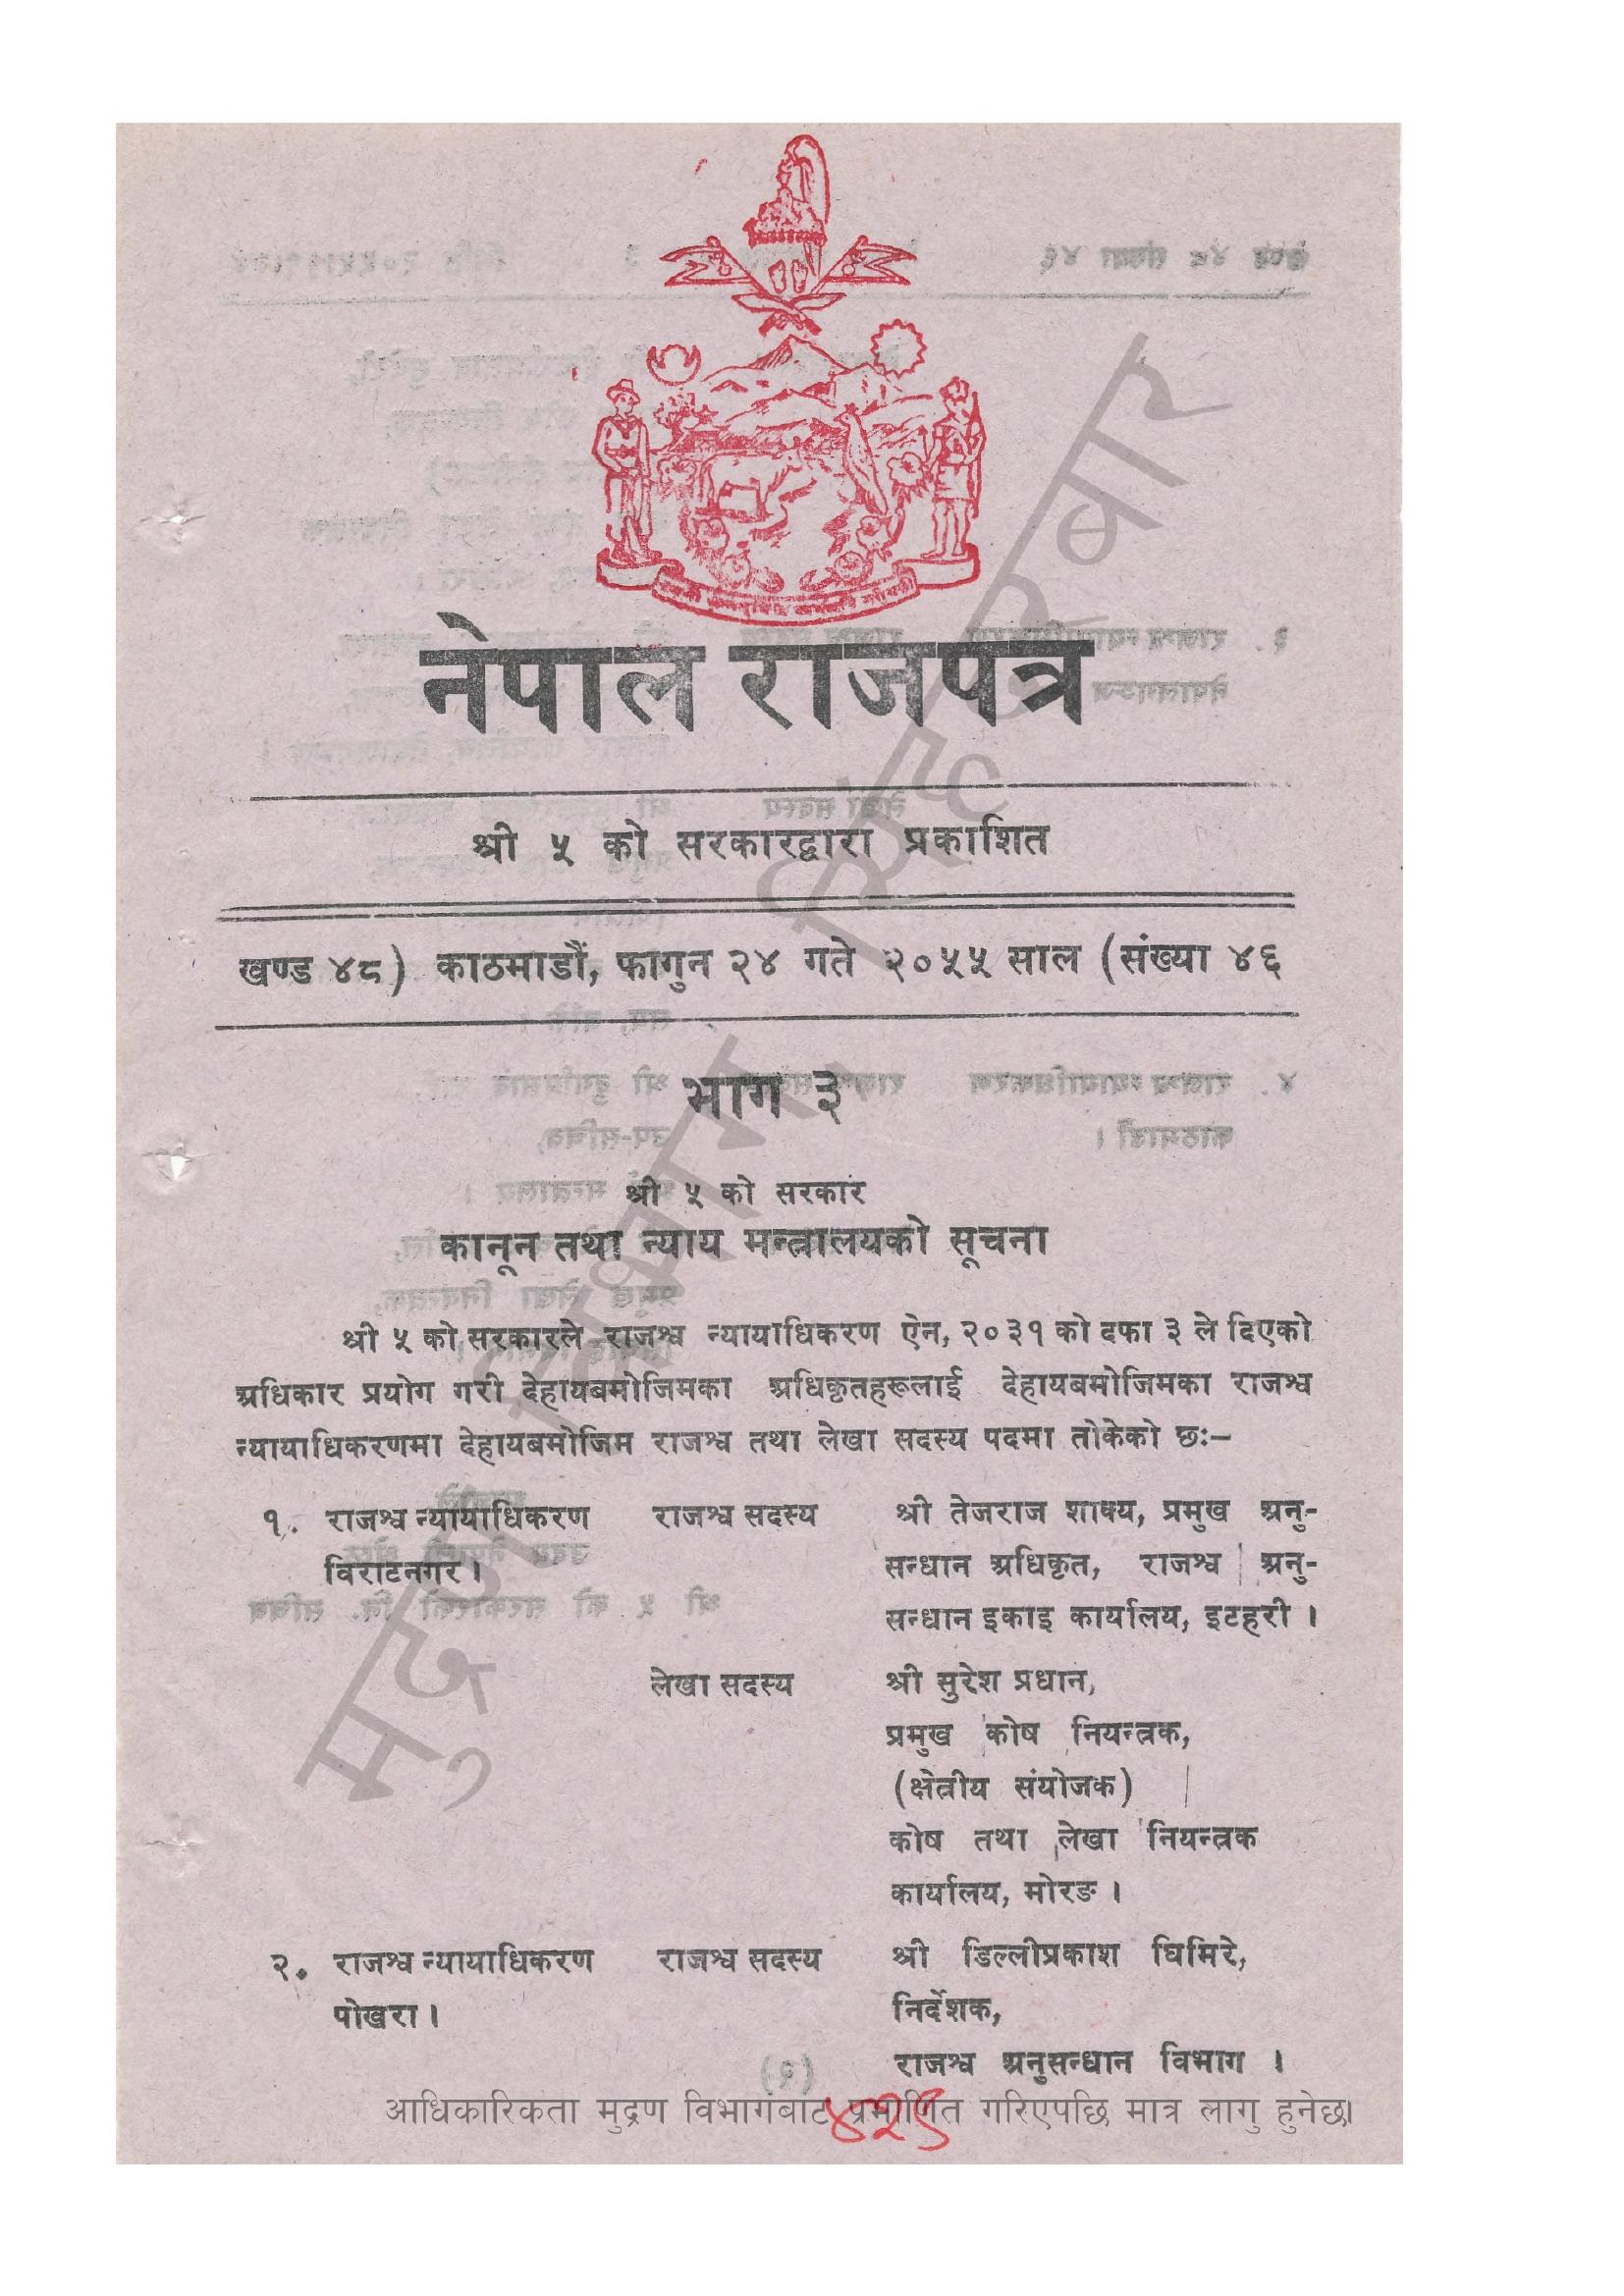 नेपाल राजपत्र
श्री ५ को सरकारद्वारा प्रकाशित
खण्ड ४८) काठमाडौं, फागुन २४ गते २०५५ साल (संख्या ४६
भाग ३
श्री ५ को सरकार
कानून तथा न्याय मन्त्रालयको सूचना
श्री ५ को सरकारले राजश्व न्यायाधिकरण ऐन, २०३१ को दफा ३ ले दिएको
अधिकार प्रयोग गरी देहायबमोजिमका अधिकृतहरूलाई देहायबमोजिमका राजश्व
न्यायाधिकरणमा देहायबमोजिम राजश्व तथा लेखा सदस्य पदमा तोकेको छः–
१. राजश्व न्यायाधिकरण राजश्व सदस्य श्री तेजराज शाक्य, प्रमुख अनु-
विराटनगर । सन्धान अधिकृत, राजश्व अनु-
सन्धान इकाइ कार्यालय, इटहरी ।
लेखा सदस्य श्री सुरेश प्रधान,
प्रमुख कोष नियन्त्रक,
(क्षेत्रीय संयोजक)
कोष तथा लेखा नियन्त्रक
कार्यालय, मोरङ ।
२. राजश्व न्यायाधिकरण राजश्व सदस्य श्री डिल्लीप्रकाश घिमिरे,
पोखरा । निर्देशक,
राजश्व अनुसन्धान विभाग ।
आधिकारिकता मुद्रण विभागबाट प्रमाणित गरिएपछि मात्र लागु हुनेछ।
४२९
मुद्रण विभाग सिंहदरबार